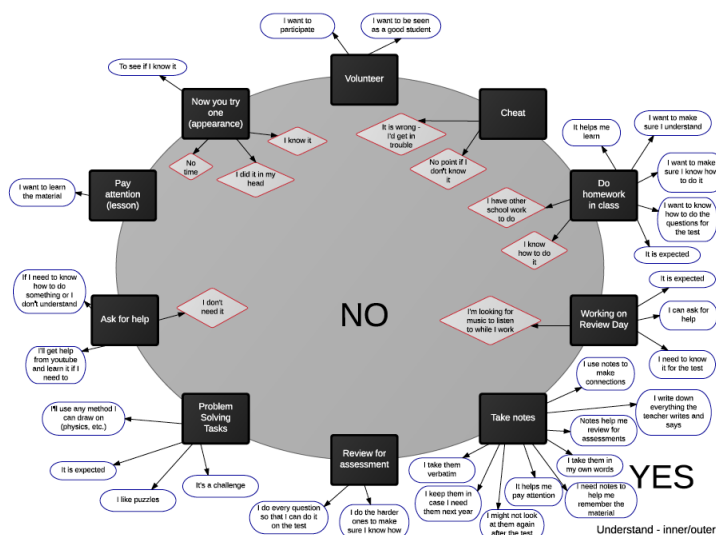 I want to
participate
I want to be seen
as a good student
Volunteer
To see if I know it
Now you try
one
(appearance)
I know it
No
time
I did it in my
head
Cheat
It is wrong -
I'd get in
trouble
No point if I
don't know
it
It helps me
learn
I want to make
sure I understand
I want to make
sure I know how
to do it
I want to know
how to do the
questions for the
test
It is expected
Do
homework
in class
I have other
school work to
do
I know
how to do
it
Pay
attention
(lesson)
I want to learn
the material
If I need to know
how to do
something or I
don't understand
Ask for help
I don't
need it
I'll get help
from youtube
and learn it if I
need to
NO
Working on
Review Day
I'm looking for
music to listen
to while I work
It is expected
I can ask for
help
I need to know
it for the test
Problem
Solving
Tasks
I'll use any method I
can draw on
(physics, etc.)
It is expected
I like puzzles
It's a challenge
Review for
assessment
I do every question
so that I can do it
on the test
I do the harder
ones to make
sure I know how
Take notes
I use notes to
make
connections
I write down
everything the
teacher writes and
says
Notes help me
review for
assessments
I take them in
my own words
I need notes to
help me
remember the
material
It helps me
pay attention
I might not look
at them again
after the test
I keep them in
case I need
them next year
I take them
verbatim
YES
Understand - inner/outer